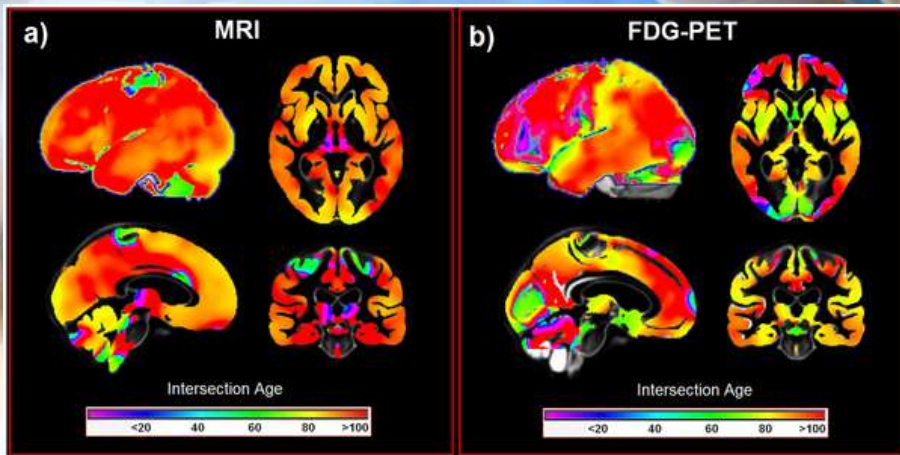 a)
MRI
Intersection Age
<20 40 60 80 >100
b)
FDG-PET
Intersection Age
<20 40 60 80 >100